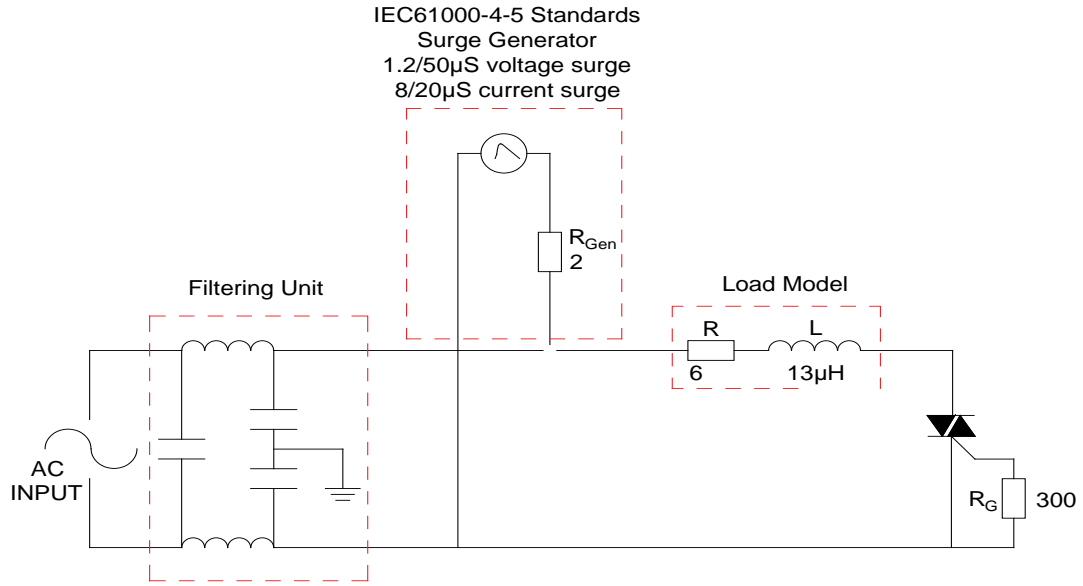 IEC61000-4-5 Standards
Surge Generator
1.2/50µS voltage surge
8/20µS current surge
RGen
2
Filtering Unit
Load Model
R
L
6
13µH
AC
INPUT
RG
300